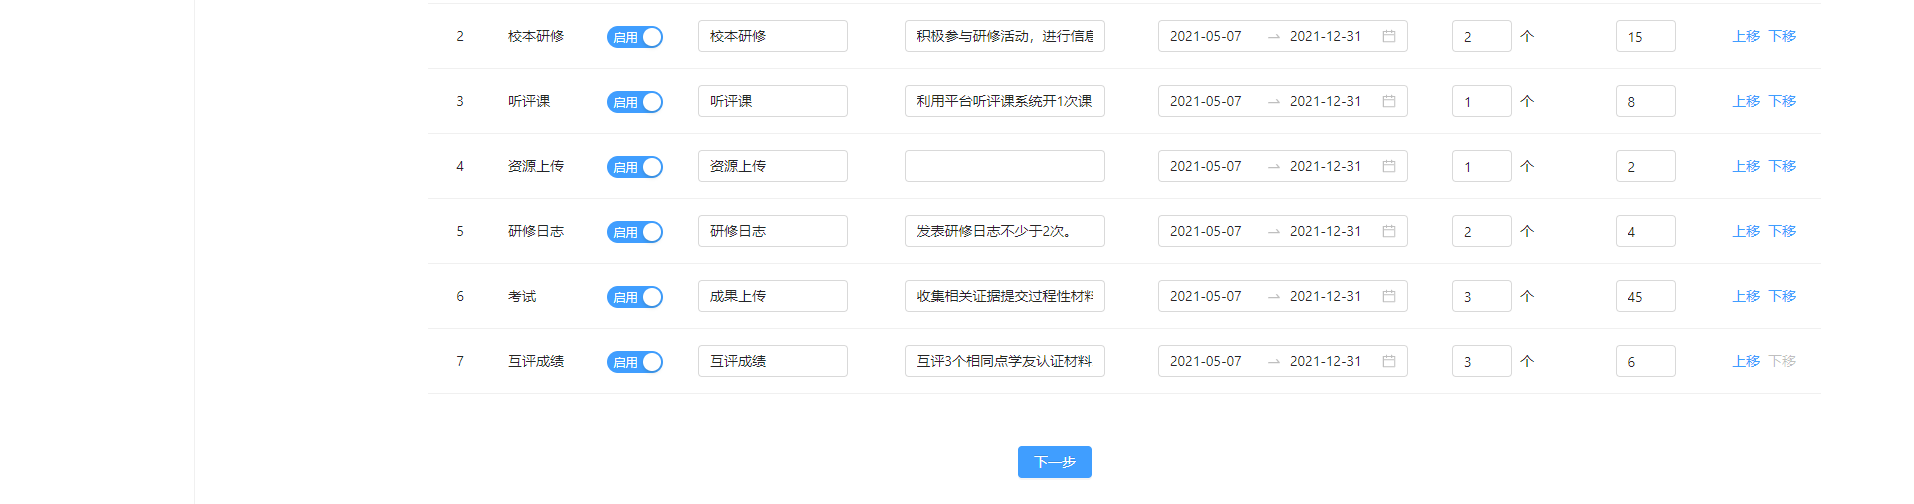 2 校本研修 启用 校本研修 积极参与研修活动，进行信息 2021-05-07 → 2021-12-31 2 个 15 上移 下移
3 听评课 启用 听评课 利用平台听评课系统开1次课 2021-05-07 → 2021-12-31 1 个 8 上移 下移
4 资源上传 启用 资源上传 2021-05-07 → 2021-12-31 1 个 2 上移 下移
5 研修日志 启用 研修日志 发表研修日志不少于2次。 2021-05-07 → 2021-12-31 2 个 4 上移 下移
6 考试 启用 成果上传 收集相关证据提交过程性材料 2021-05-07 → 2021-12-31 3 个 45 上移 下移
7 互评成绩 启用 互评成绩 互评3个相同点学友认证材料 2021-05-07 → 2021-12-31 3 个 6 上移 下移
下一步